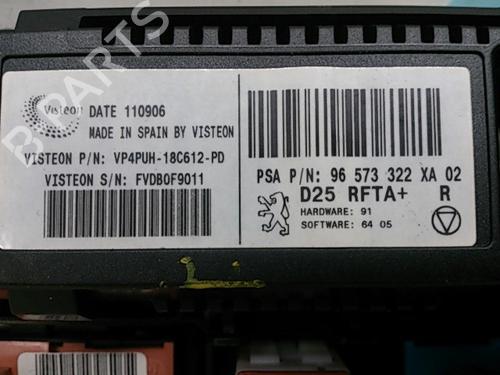 Visteon
DATE 110906
MADE IN SPAIN BY VISTEON
VISTEON P/N: VP4PUH-18C612-PD
VISTEON S/N: FVDB0F9011
PSA P/N: 96 573 322 XA 02
D25 RFTA+ R
HARDWARE: 91
SOFTWARE: 64 05
B PARTS